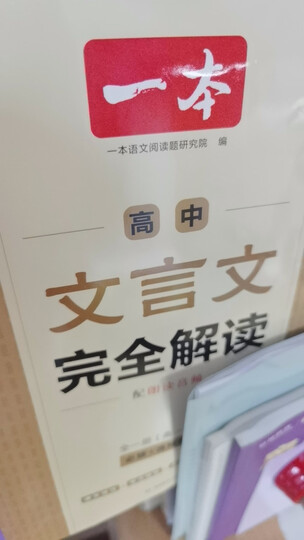 一本
一本语文阅读题研究院 编
高中
文言文
完全解读